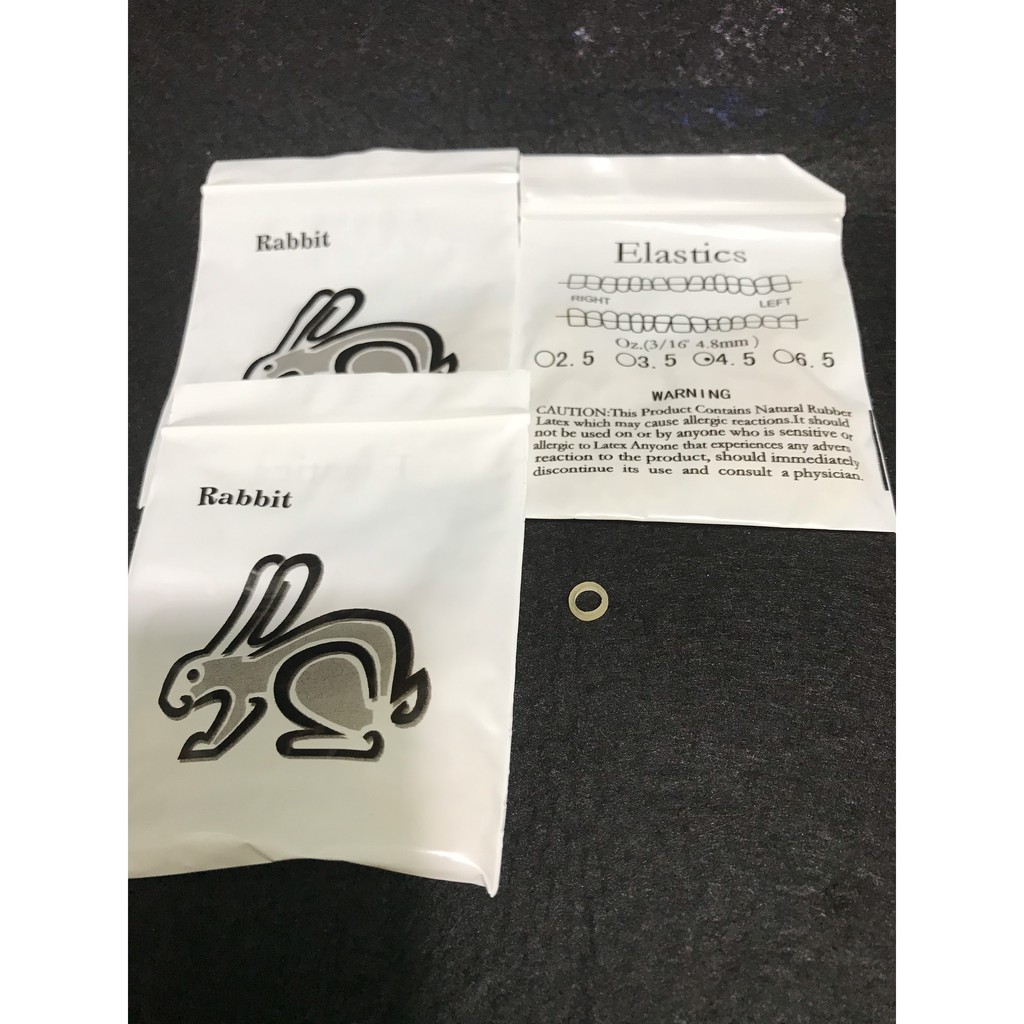 Rabbit
Elastics
RIGHT LEFT
Oz.(3/16" 4.8mm)
○2.5 ○3.5 ⊙4.5 ○6.5
WARNING
CAUTION:This Product Contains Natural Rubber
Latex which may cause allergic reactions.It should
not be used on or by anyone who is sensitive or
allergic to Latex Anyone that experiences any advers
reaction to the product, should immediately
discontinue its use and consult a physician.
Rabbit